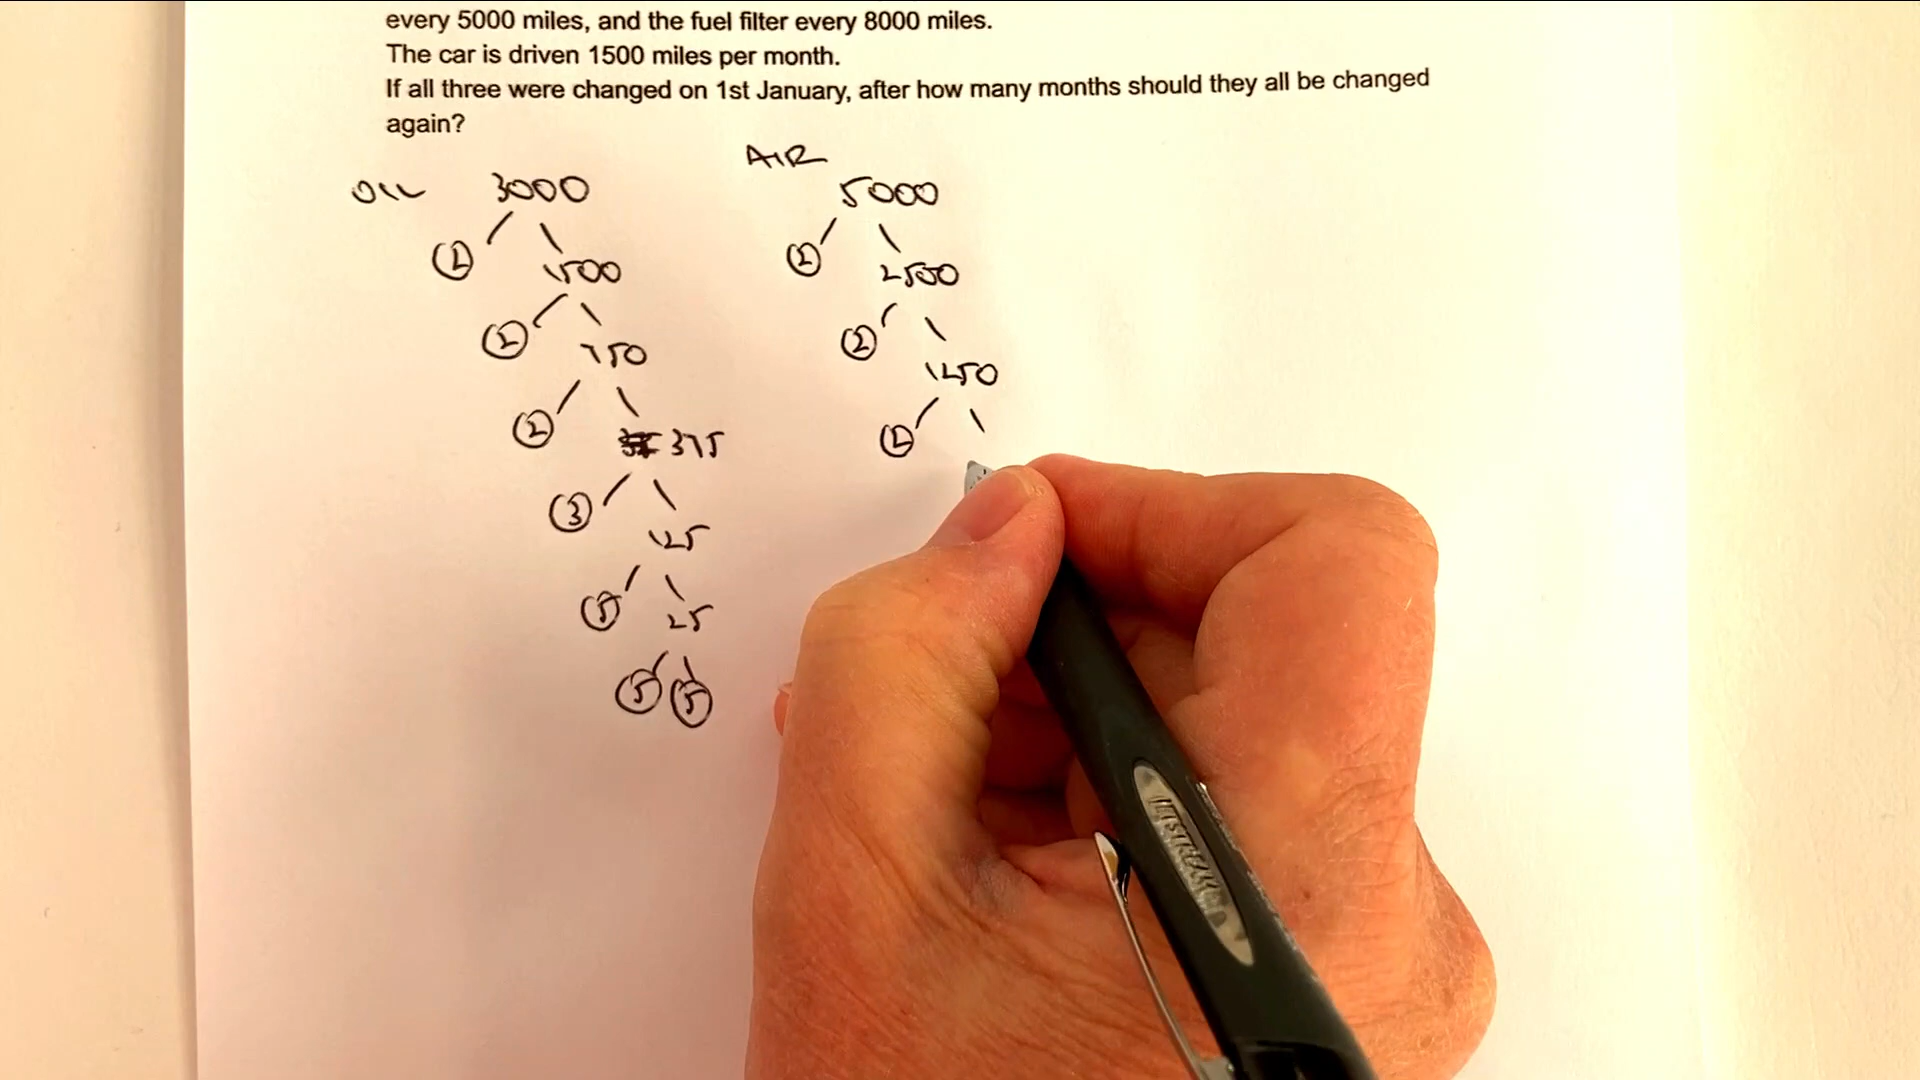 every 5000 miles, and the fuel filter every 8000 miles.
The car is driven 1500 miles per month.
If all three were changed on 1st January, after how many months should they all be changed
again?
OIL 3000
2 1500
2 750
2 375
3 125
5 25
5 5
AIR
5000
2 2500
2 1250
2
JETSTREAM